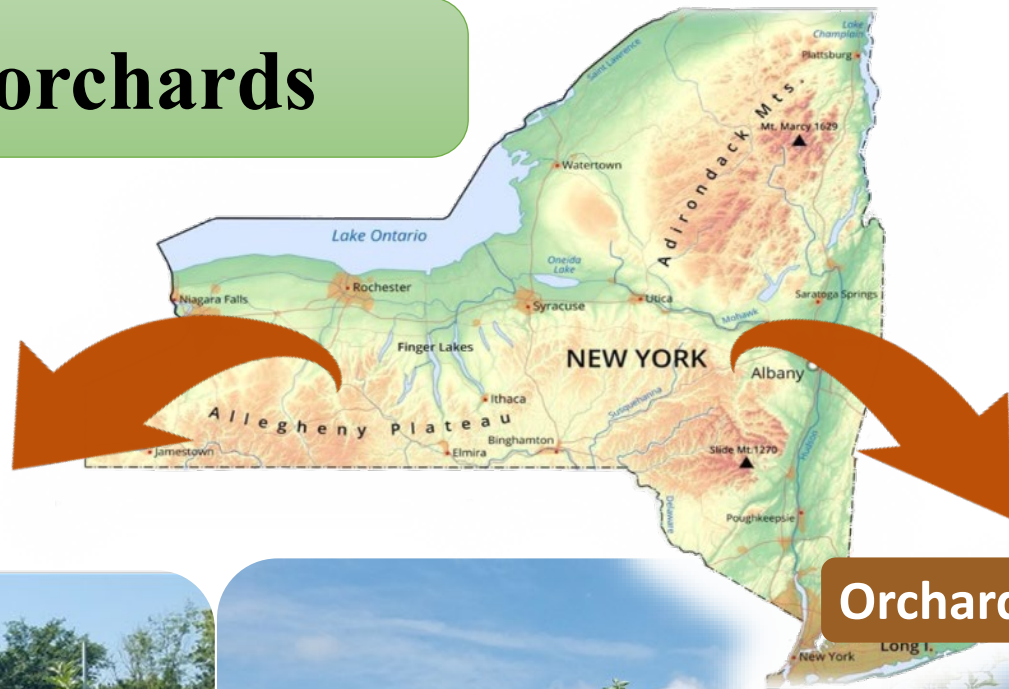 orchards
Lake Champlain
Plattsburg
Saint Lawrence
Adirondack Mts.
Mt. Marcy 1629
Watertown
Lake Ontario
Oneida Lake
Niagara Falls
Rochester
Syracuse
Utica
Saratoga Springs
Mohawk
Finger Lakes
NEW YORK
Albany
Ithaca
Susquehanna
Allegheny Plateau
Binghamton
Jamestown
Elmira
Slide Mt.1270
Hudson
Delaware
Poughkeepsie
Orchard
Long I.
New York